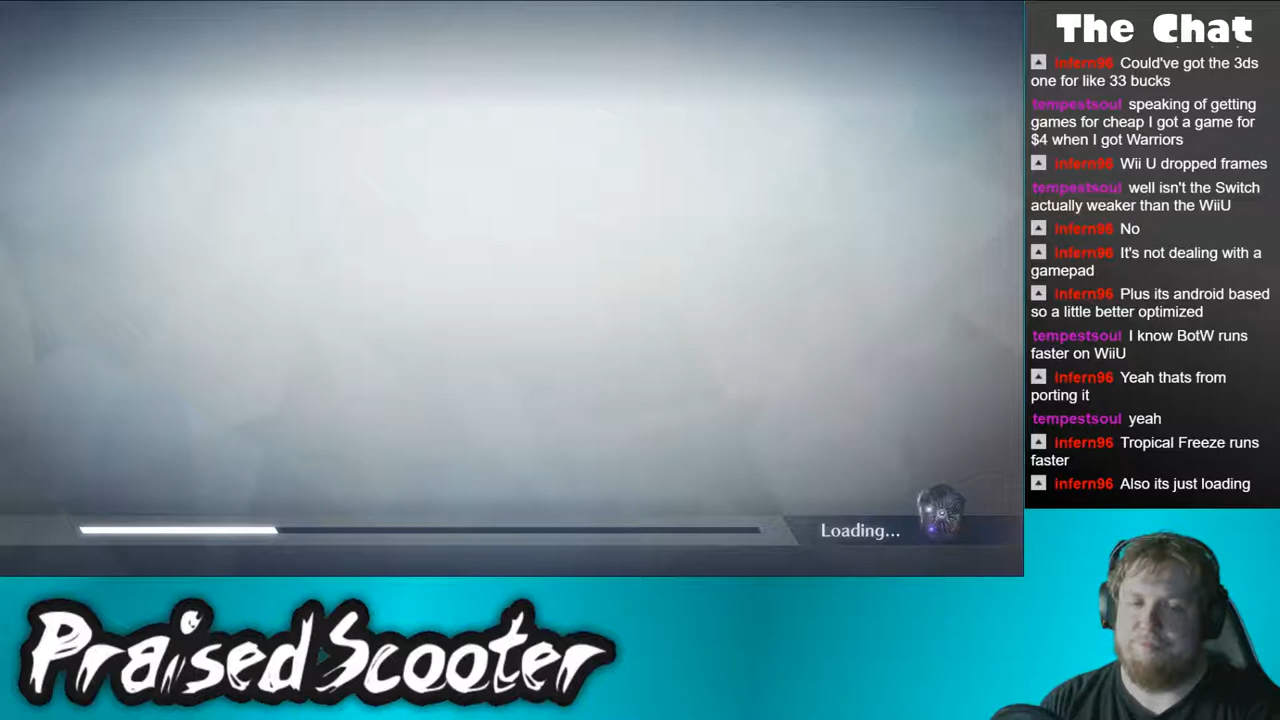 The Chat
infern96 Could've got the 3ds
one for like 33 bucks
tempestsoul speaking of getting
games for cheap I got a game for
$4 when I got Warriors
infern96 Wii U dropped frames
tempestsoul well isn't the Switch
actually weaker than the WiiU
infern96 No
infern96 It's not dealing with a
gamepad
infern96 Plus its android based
so a little better optimized
tempestsoul I know BotW runs
faster on WiiU
infern96 Yeah thats from
porting it
tempestsoul yeah
infern96 Tropical Freeze runs
faster
infern96 Also its just loading
Loading...
PraisedScooter